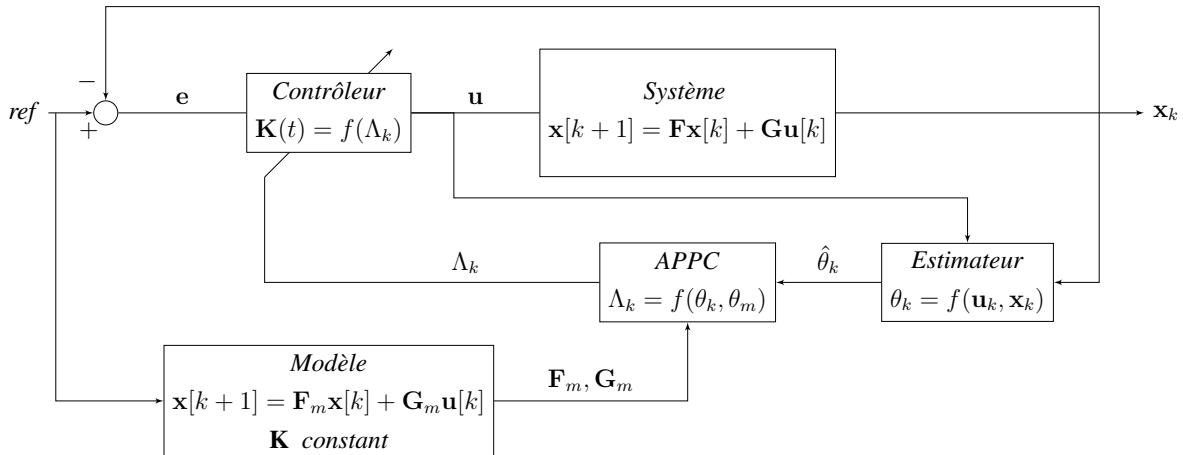 −
ref
+
e
Contrôleur
K(t) = f(Λ_k)
u
Système
x[k + 1] = Fx[k] + Gu[k]
x_k
Λ_k
APPC
Λ_k = f(θ_k, θ_m)
θ̂_k
Estimateur
θ_k = f(u_k, x_k)
Modèle
x[k + 1] = F_m x[k] + G_m u[k]
K constant
F_m, G_m